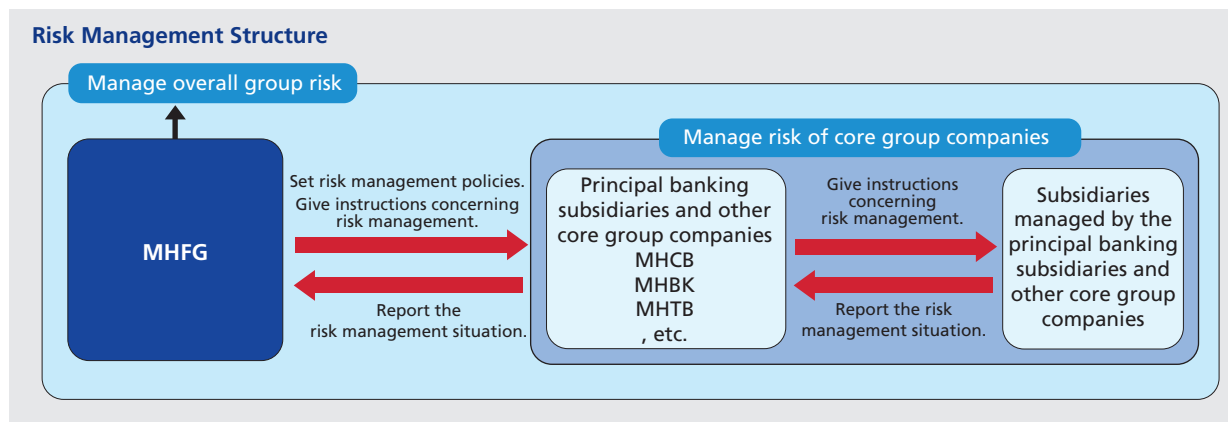 Risk Management Structure
Manage overall group risk
MHFG
Set risk management policies.
Give instructions concerning
risk management.
Report the
risk management situation.
Manage risk of core group companies
Principal banking
subsidiaries and other
core group companies
MHCB
MHBK
MHTB
, etc.
Give instructions
concerning
risk management.
Report the risk
management situation.
Subsidiaries
managed by the
principal banking
subsidiaries and
other core group
companies